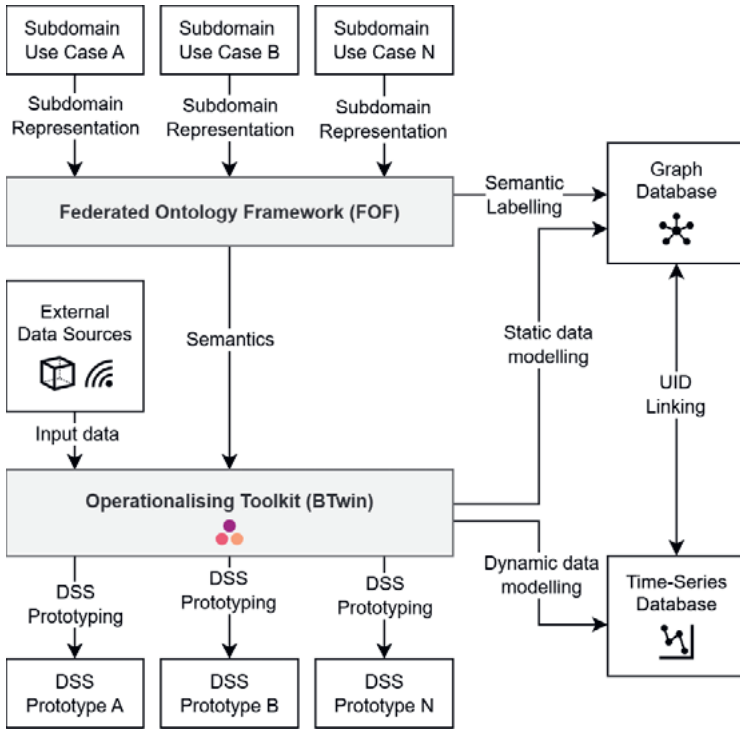 Subdomain
Use Case A
Subdomain
Use Case B
Subdomain
Use Case N
Subdomain
Representation
Subdomain
Representation
Subdomain
Representation
Federated Ontology Framework (FOF)
Semantic
Labelling
Graph
Database
External
Data Sources
Semantics
Static data
modelling
UID
Linking
Input data
Operationalising Toolkit (BTwin)
Dynamic data
modelling
Time-Series
Database
DSS
Prototyping
DSS
Prototyping
DSS
Prototyping
DSS
Prototype A
DSS
Prototype B
DSS
Prototype N